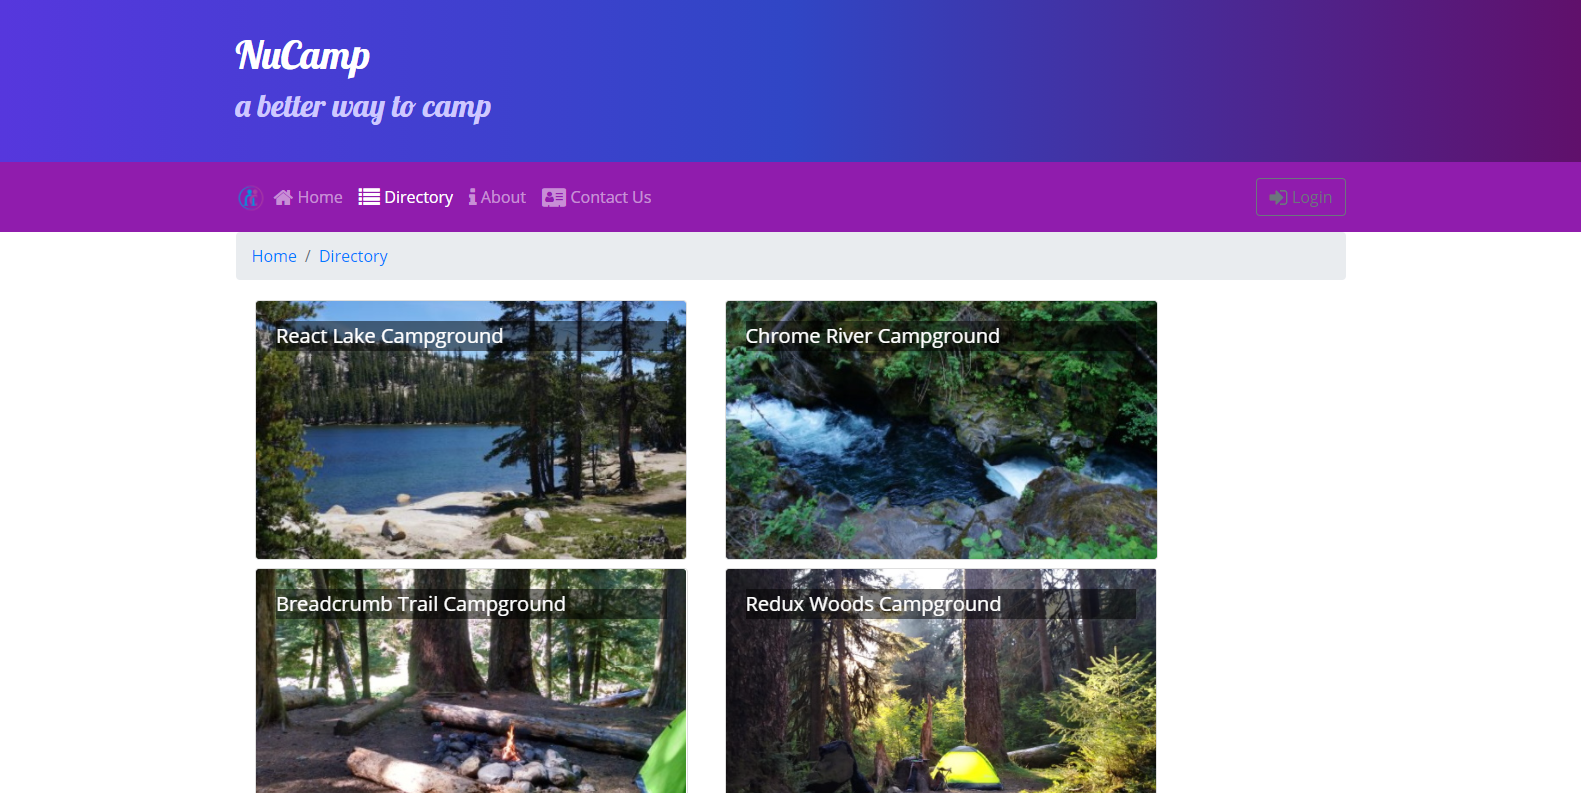 NuCamp
a better way to camp
Home Directory About Contact Us Login
Home / Directory
React Lake Campground
Chrome River Campground
Breadcrumb Trail Campground
Redux Woods Campground